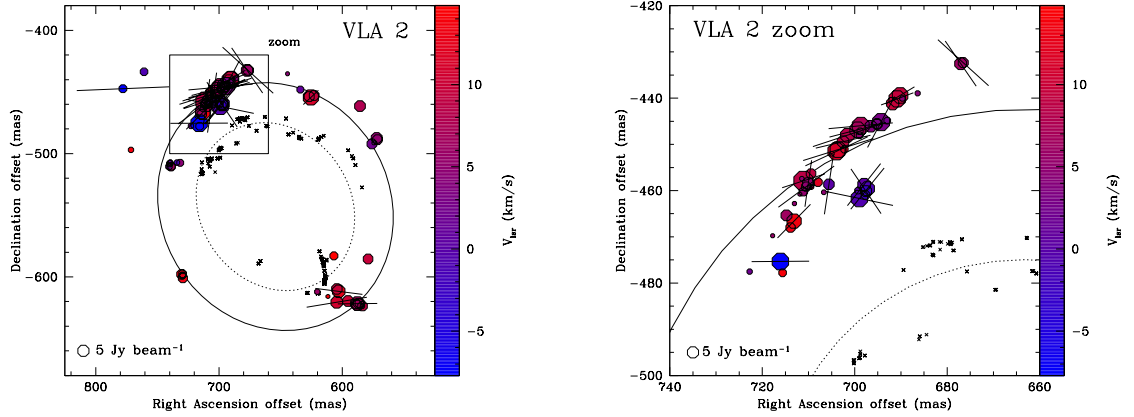 VLA 2
zoom
-400
-500
-600
Declination offset (mas)
5 Jy beam⁻¹
800
700
600
Right Ascension offset (mas)
10
5
0
-5
V_lsr (km/s)
VLA 2 zoom
-420
-440
-460
-480
-500
Declination offset (mas)
5 Jy beam⁻¹
740
720
700
680
660
Right Ascension offset (mas)
10
5
0
-5
V_lsr (km/s)